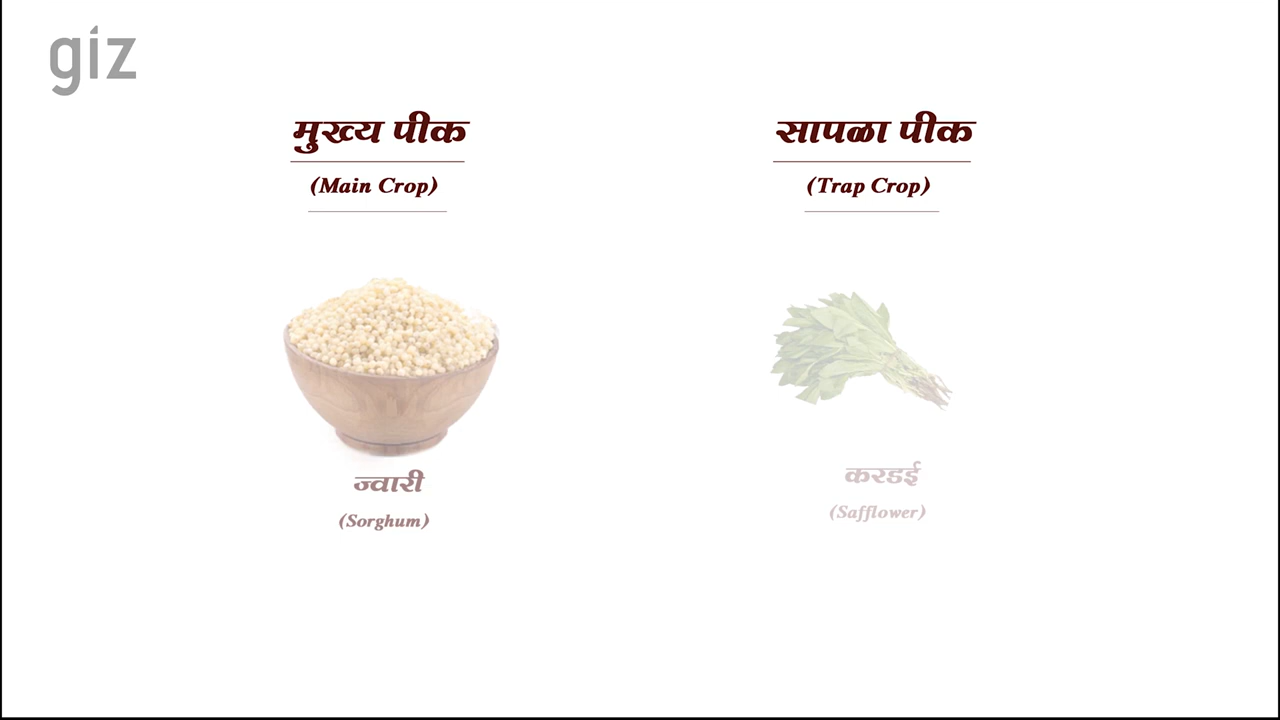 giz
मुख्य पीक
(Main Crop)
सापळा पीक
(Trap Crop)
ज्वारी
(Sorghum)
करडई
(Safflower)